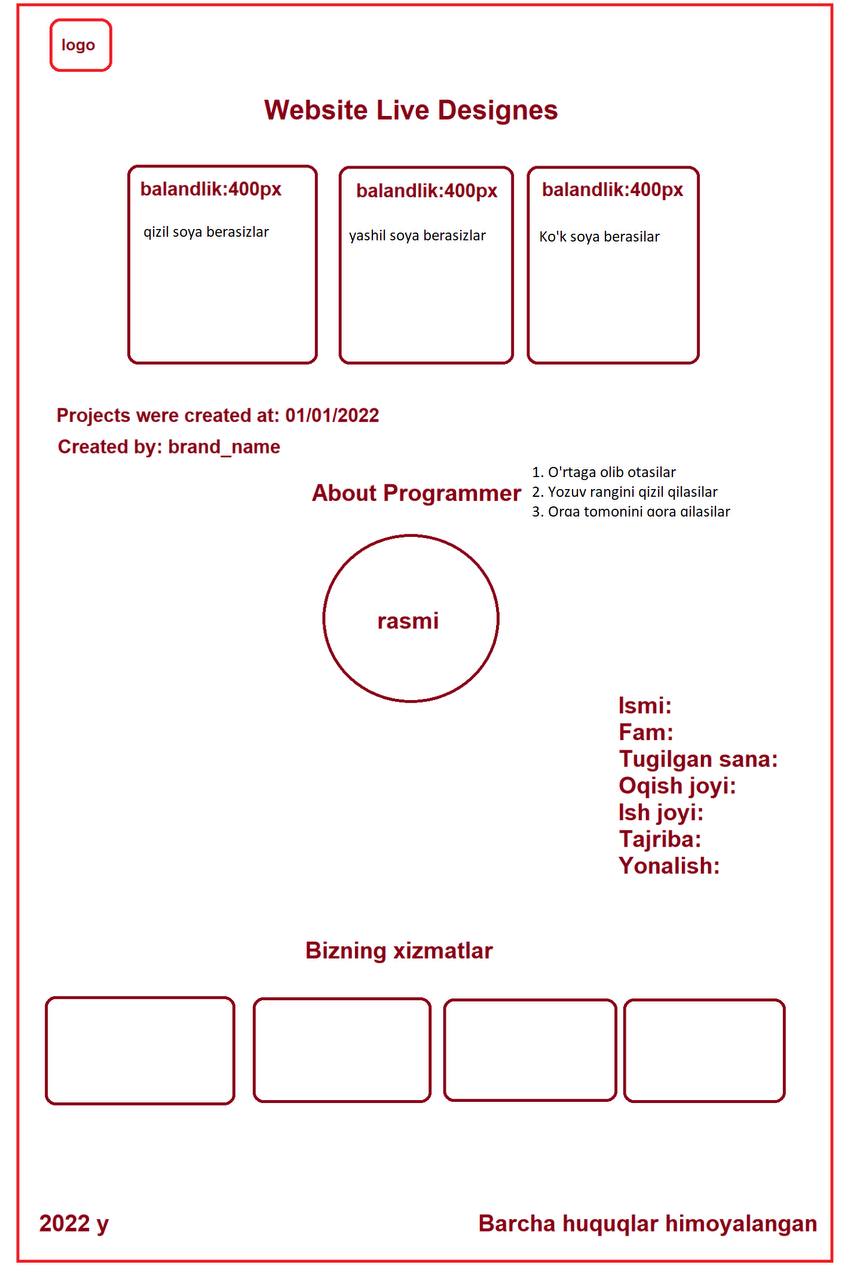 logo
Website Live Designes
balandlik:400px
qizil soya berasizlar
balandlik:400px
yashil soya berasizlar
balandlik:400px
Ko'k soya berasilar
Projects were created at: 01/01/2022
Created by: brand_name
About Programmer
1. O'rtaga olib otasilar
2. Yozuv rangini qizil qilasilar
3. Orqa tomonini qora qilasilar
rasmi
Ismi:
Fam:
Tugilgan sana:
Oqish joyi:
Ish joyi:
Tajriba:
Yonalish:
Bizning xizmatlar
2022 y
Barcha huquqlar himoyalangan